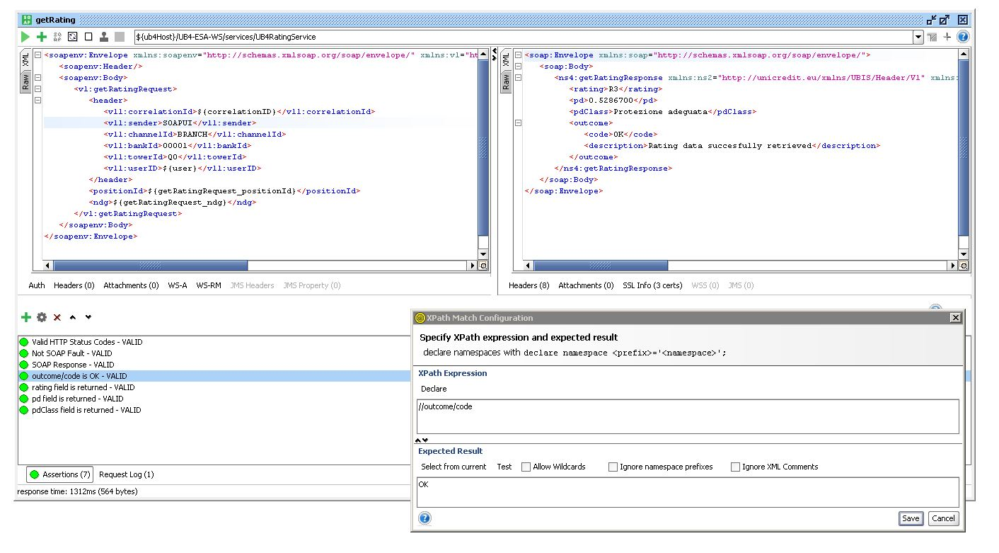 getRating
${ub4Host}/UB4-ESA-WS/services/UB4RatingService
XML
Raw
<soapenv:Envelope xmlns:soapenv="http://schemas.xmlsoap.org/soap/envelope/" xmlns:v1="ht
<soapenv:Header/>
<soapenv:Body>
<v1:getRatingRequest>
<header>
<v11:correlationId>${correlationID}</v11:correlationId>
<v11:sender>SOAPUI</v11:sender>
<v11:channelId>BRANCH</v11:channelId>
<v11:bankId>00001</v11:bankId>
<v11:towerId>Q0</v11:towerId>
<v11:userID>${user}</v11:userID>
</header>
<positionId>${getRatingRequest_positionId}</positionId>
<ndg>${getRatingRequest_ndg}</ndg>
</v1:getRatingRequest>
</soapenv:Body>
</soapenv:Envelope>
XML
Raw
<soap:Envelope xmlns:soap="http://schemas.xmlsoap.org/soap/envelope/">
<soap:Body>
<ns4:getRatingResponse xmlns:ns2="http://unicredit.eu/xmlns/UBIS/Header/V1" xmlns:
<rating>R3</rating>
<pd>0.5286700</pd>
<pdClass>Protezione adeguata</pdClass>
<outcome>
<code>OK</code>
<description>Rating data succesfully retrieved</description>
</outcome>
</ns4:getRatingResponse>
</soap:Body>
</soap:Envelope>
Auth Headers (0) Attachments (0) WS-A WS-RM JMS Headers JMS Property (0)
Headers (8) Attachments (0) SSL Info (3 certs) WSS (0) JMS (0)
Valid HTTP Status Codes - VALID
Not SOAP Fault - VALID
SOAP Response - VALID
outcome/code is OK - VALID
rating field is returned - VALID
pd field is returned - VALID
pdClass field is returned - VALID
Assertions (7) Request Log (1)
response time: 1312ms (564 bytes)
XPath Match Configuration
Specify XPath expression and expected result
declare namespaces with declare namespace <prefix>='<namespace>';
XPath Expression
Declare
//outcome/code
Expected Result
Select from current Test Allow Wildcards Ignore namespace prefixes Ignore XML Comments
OK
Save Cancel